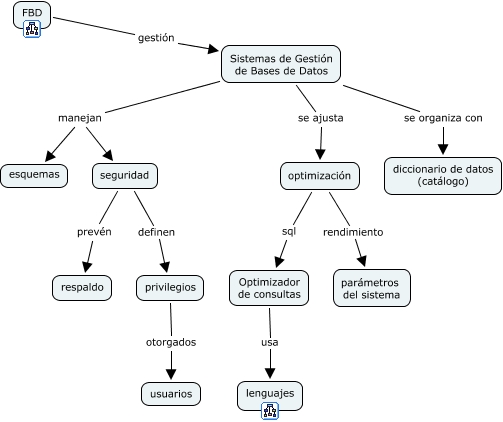 FBD
gestión
Sistemas de Gestión
de Bases de Datos
manejan
se ajusta
se organiza con
esquemas
seguridad
optimización
diccionario de datos
(catálogo)
prevén
definen
sql
rendimiento
respaldo
privilegios
Optimizador
de consultas
parámetros
del sistema
otorgados
usa
usuarios
lenguajes